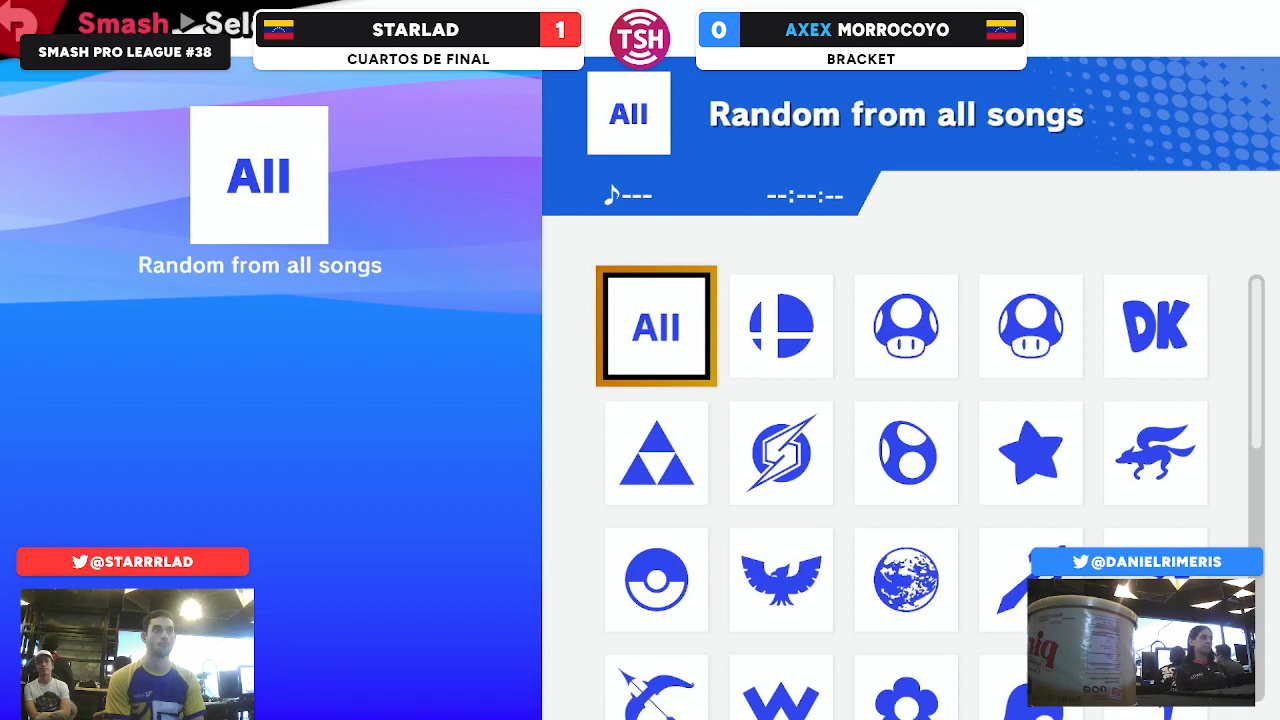 Smash
SMASH PRO LEAGUE #38
STARLAD
1
CUARTOS DE FINAL
TSH
0
AXEX MORROCOYO
BRACKET
All
Random from all songs
All
Random from all songs
♪---
--:--:--
All
DK
@STARRRLAD
@DANIELRIMERIS